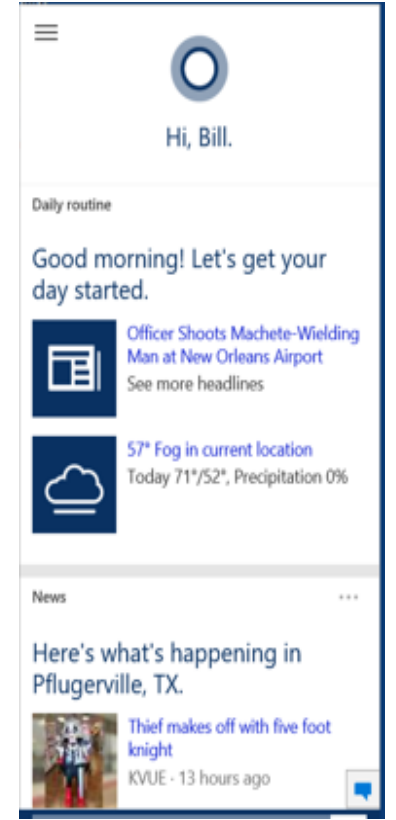 Hi, Bill.
Daily routine
Good morning! Let's get your
day started.
Officer Shoots Machete-Wielding
Man at New Orleans Airport
See more headlines
57° Fog in current location
Today 71°/52°, Precipitation 0%
News
Here's what's happening in
Pflugerville, TX.
Thief makes off with five foot
knight
KVUE - 13 hours ago